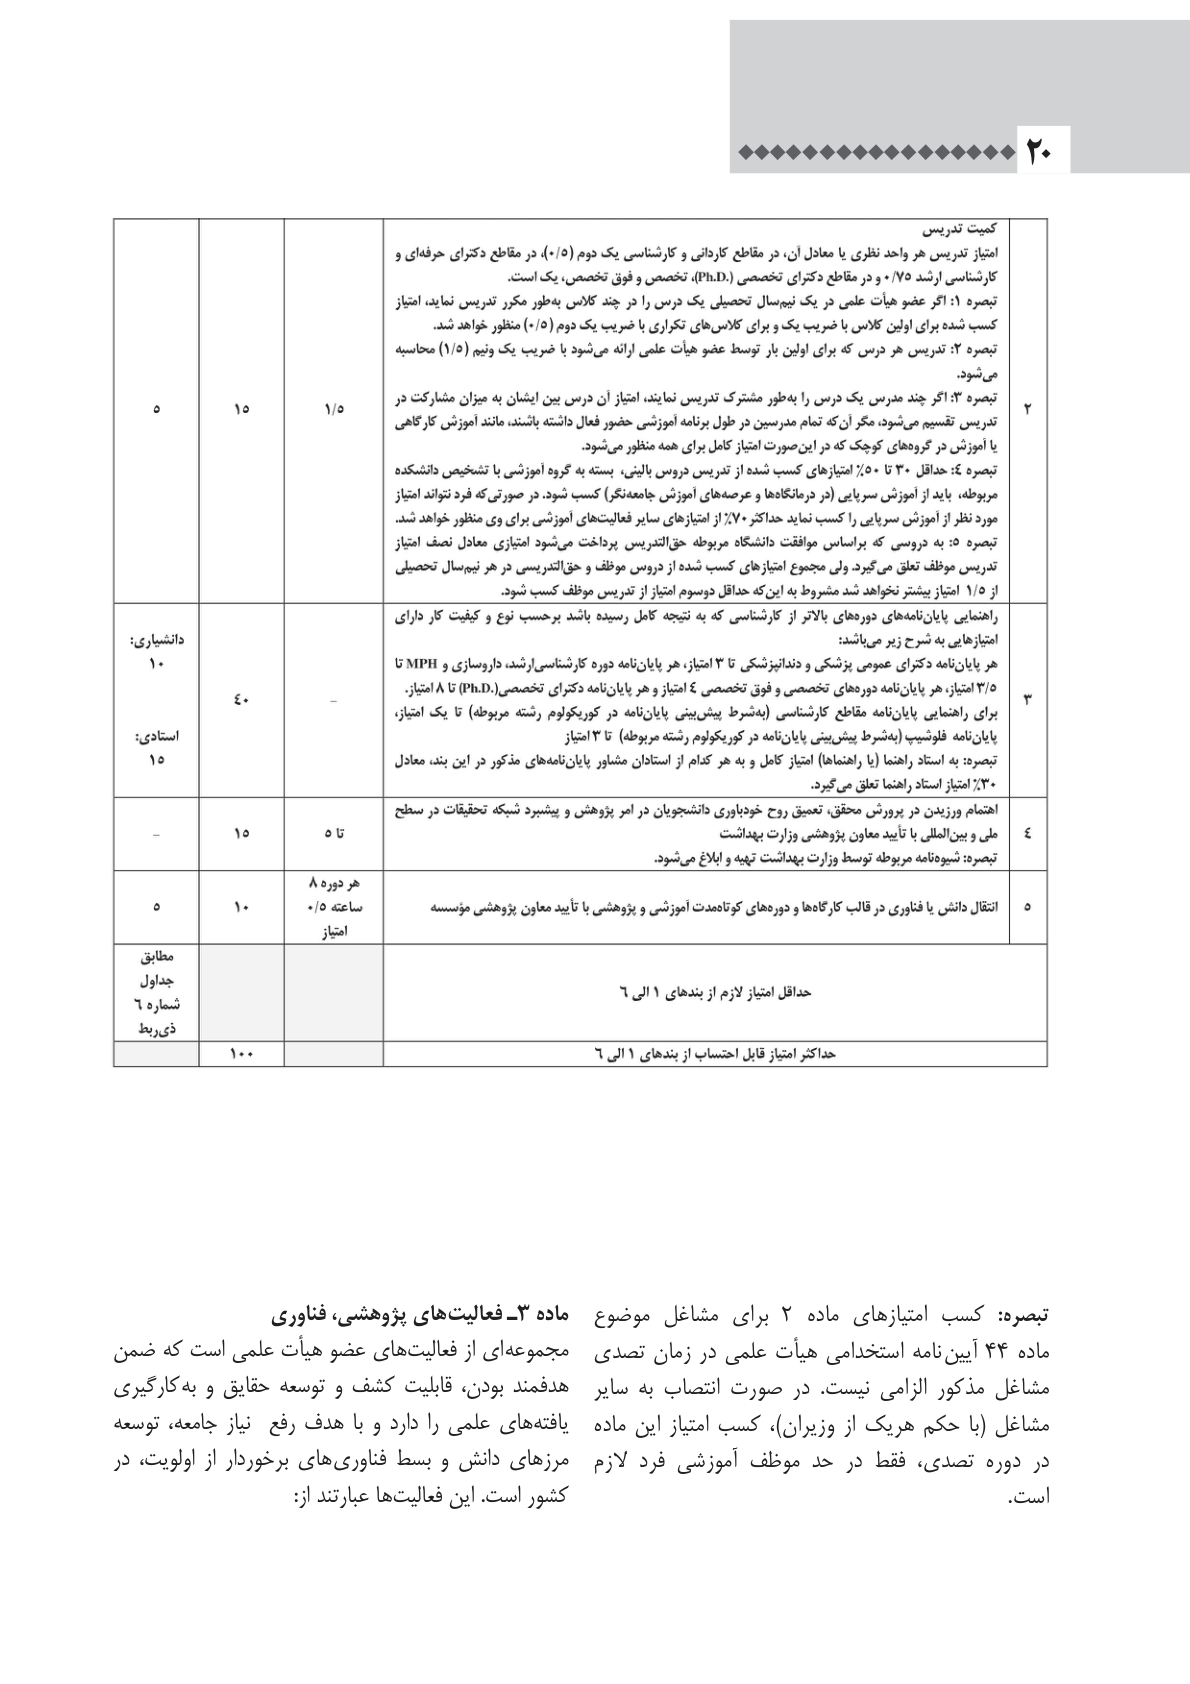 ۲۰
کمیت تدریس
امتیاز تدریس هر واحد نظری یا معادل آن، در مقاطع کاردانی و کارشناسی یک دوم (۰/۵)، در مقاطع دکترای حرفه‌ای و
کارشناسی ارشد ۰/۷۵ و در مقاطع دکترای تخصصی (Ph.D.)، تخصص و فوق تخصص، یک است.
تبصره ۱: اگر عضو هیأت علمی در یک نیم‌سال تحصیلی یک درس را در چند کلاس به‌طور مکرر تدریس نماید، امتیاز
کسب شده برای اولین کلاس با ضریب یک و برای کلاس‌های تکراری با ضریب یک دوم (۰/۵) منظور خواهد شد.
تبصره ۲: تدریس هر درس که برای اولین بار توسط عضو هیأت علمی ارائه می‌شود با ضریب یک ونیم (۱/۵) محاسبه
می‌شود.
تبصره ۳: اگر چند مدرس یک درس را به‌طور مشترک تدریس نمایند، امتیاز آن درس بین ایشان به میزان مشارکت در
۲ تدریس تقسیم می‌شود، مگر آن‌که تمام مدرسین در طول برنامه آموزشی حضور فعال داشته باشند، مانند آموزش کارگاهی ۱/۵ ۱۵ ۵
یا آموزش در گروه‌های کوچک که در این‌صورت امتیاز کامل برای همه منظور می‌شود.
تبصره ٤: حداقل ۳۰ تا ۵۰٪ امتیازهای کسب شده از تدریس دروس بالینی، بسته به گروه آموزشی با تشخیص دانشکده
مربوطه، باید از آموزش سرپایی (در درمانگاه‌ها و عرصه‌های آموزش جامعه‌نگر) کسب شود. در صورتی‌که فرد نتواند امتیاز
مورد نظر از آموزش سرپایی را کسب نماید حداکثر ۷۰٪ از امتیازهای سایر فعالیت‌های آموزشی برای وی منظور خواهد شد.
تبصره ۵: به دروسی که براساس موافقت دانشگاه مربوطه حق‌التدریس پرداخت می‌شود امتیازی معادل نصف امتیاز
تدریس موظف تعلق می‌گیرد. ولی مجموع امتیازهای کسب شده از دروس موظف و حق‌التدریسی در هر نیم‌سال تحصیلی
از ۱/۵ امتیاز بیشتر نخواهد شد مشروط به این‌که حداقل دوسوم امتیاز از تدریس موظف کسب شود.
راهنمایی پایان‌نامه‌های دوره‌های بالاتر از کارشناسی که به نتیجه کامل رسیده باشد برحسب نوع و کیفیت کار دارای
امتیازهایی به شرح زیر می‌باشد: دانشیاری:
هر پایان‌نامه دکترای عمومی پزشکی و دندانپزشکی تا ۳ امتیاز، هر پایان‌نامه دوره کارشناسی‌ارشد، داروسازی و MPH تا ۱۰
۳/۵ امتیاز، هر پایان‌نامه دوره‌های تخصصی و فوق تخصصی ٤ امتیاز و هر پایان‌نامه دکترای تخصصی(Ph.D.) تا ۸ امتیاز.
۳ برای راهنمایی پایان‌نامه مقاطع کارشناسی (به‌شرط پیش‌بینی پایان‌نامه در کوریکولوم رشته مربوطه) تا یک امتیاز، – ٤۰
پایان‌نامه فلوشیپ (به‌شرط پیش‌بینی پایان‌نامه در کوریکولوم رشته مربوطه) تا ۳ امتیاز استادی:
تبصره: به استاد راهنما (یا راهنماها) امتیاز کامل و به هر کدام از استادان مشاور پایان‌نامه‌های مذکور در این بند، معادل ۱۵
۳۰٪ امتیاز استاد راهنما تعلق می‌گیرد.
اهتمام ورزیدن در پرورش محقق، تعمیق روح خودباوری دانشجویان در امر پژوهش و پیشبرد شبکه تحقیقات در سطح
٤ ملی و بین‌المللی با تأیید معاون پژوهشی وزارت بهداشت تا ۵ ۱۵ –
تبصره: شیوه‌نامه مربوطه توسط وزارت بهداشت تهیه و ابلاغ می‌شود.
هر دوره ۸
۵ انتقال دانش یا فناوری در قالب کارگاه‌ها و دوره‌های کوتاه‌مدت آموزشی و پژوهشی با تأیید معاون پژوهشی مؤسسه ساعته ۰/۵ ۱۰ ۵
امتیاز
مطابق
جداول
حداقل امتیاز لازم از بندهای ۱ الی ٦
شماره ٦
ذی‌ربط
حداکثر امتیاز قابل احتساب از بندهای ۱ الی ٦ ۱۰۰
تبصره: کسب امتیازهای ماده ۲ برای مشاغل موضوع
ماده ۴۴ آیین‌نامه استخدامی هیأت علمی در زمان تصدی
مشاغل مذکور الزامی نیست. در صورت انتصاب به سایر
مشاغل (با حکم هریک از وزیران)، کسب امتیاز این ماده
در دوره تصدی، فقط در حد موظف آموزشی فرد لازم
است.
ماده ۳ـ فعالیت‌های پژوهشی، فناوری
مجموعه‌ای از فعالیت‌های عضو هیأت علمی است که ضمن
هدفمند بودن، قابلیت کشف و توسعه حقایق و به‌کارگیری
یافته‌های علمی را دارد و با هدف رفع نیاز جامعه، توسعه
مرزهای دانش و بسط فناوری‌های برخوردار از اولویت، در
کشور است. این فعالیت‌ها عبارتند از: